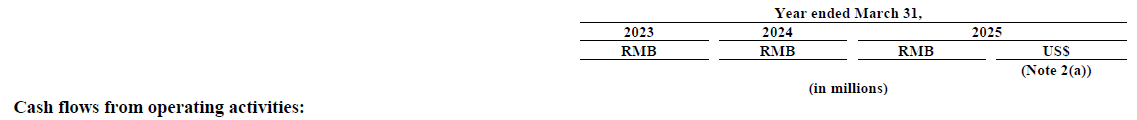 Year ended March 31,
2023 2024 2025
RMB RMB RMB US$
(Note 2(a))
(in millions)
Cash flows from operating activities: